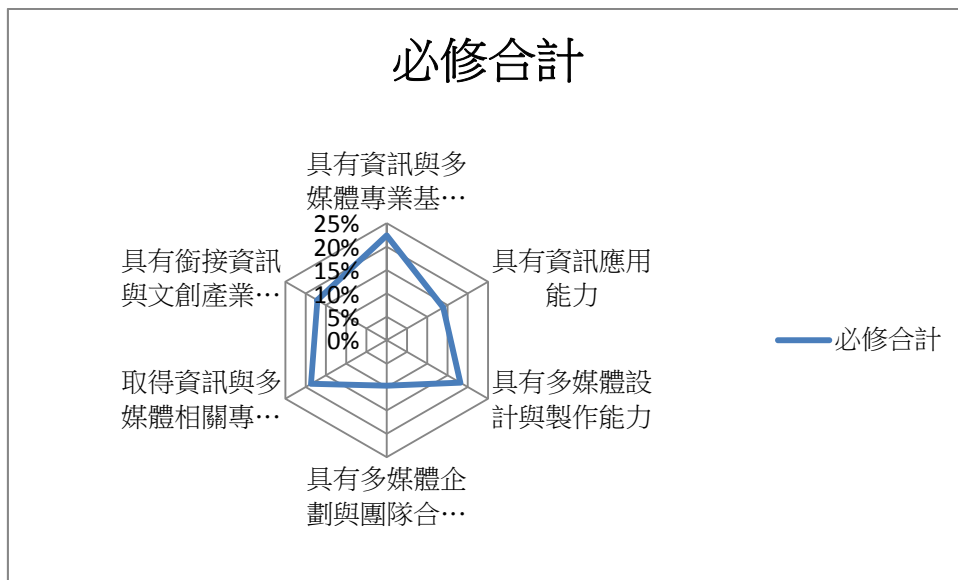 必修合計
具有資訊與多
媒體專業基…
25%
20%
15%
10%
5%
0%
具有資訊應用
能力
具有多媒體設
計與製作能力
具有多媒體企
劃與團隊合…
取得資訊與多
媒體相關專…
具有銜接資訊
與文創產業…
必修合計